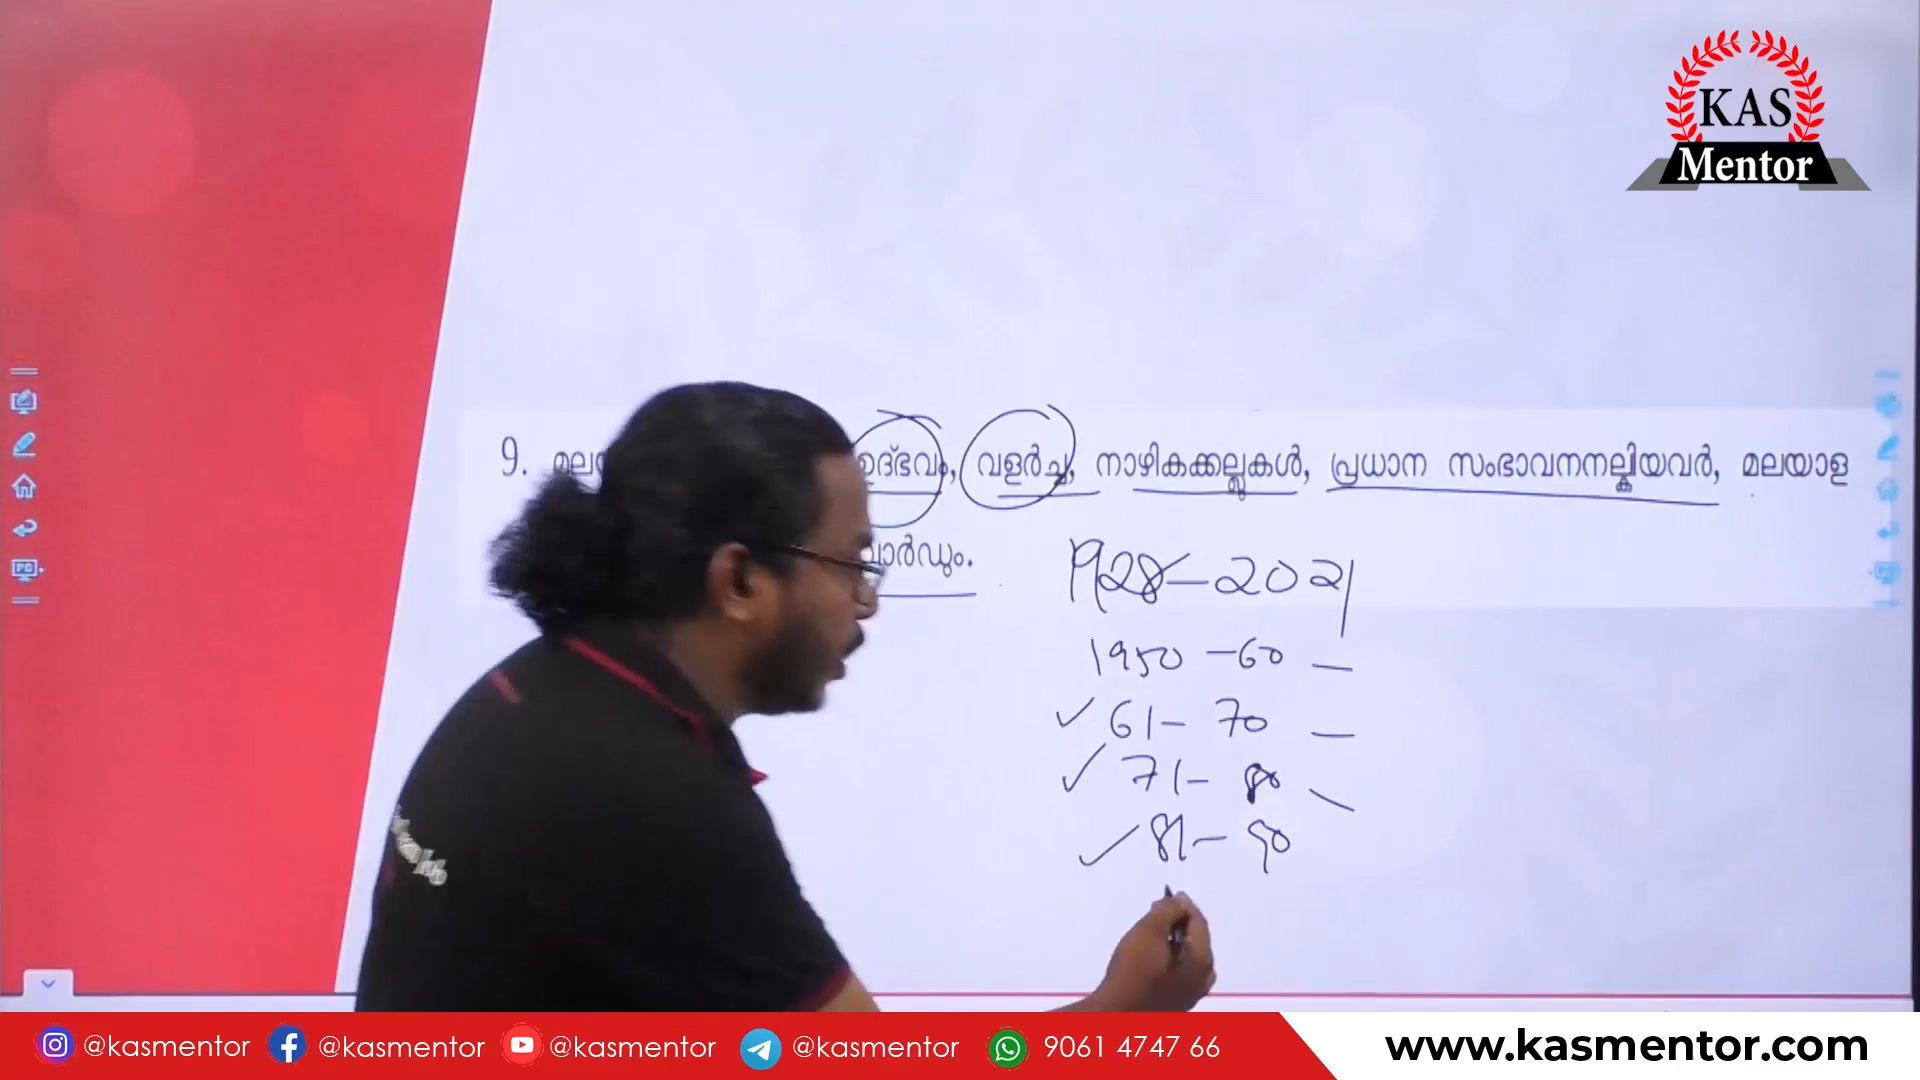 KAS
Mentor
9. ഉദ്ഭവം, വളർച്ച, നാഴികക്കല്ലുകൾ, പ്രധാന സംഭാവനനല്കിയവർ, മലയാള
1928-2021
1950-60 —
✓ 61-70 —
✓ 71-80 —
✓ 81-90
@kasmentor @kasmentor @kasmentor @kasmentor 9061 4747 66 www.kasmentor.com